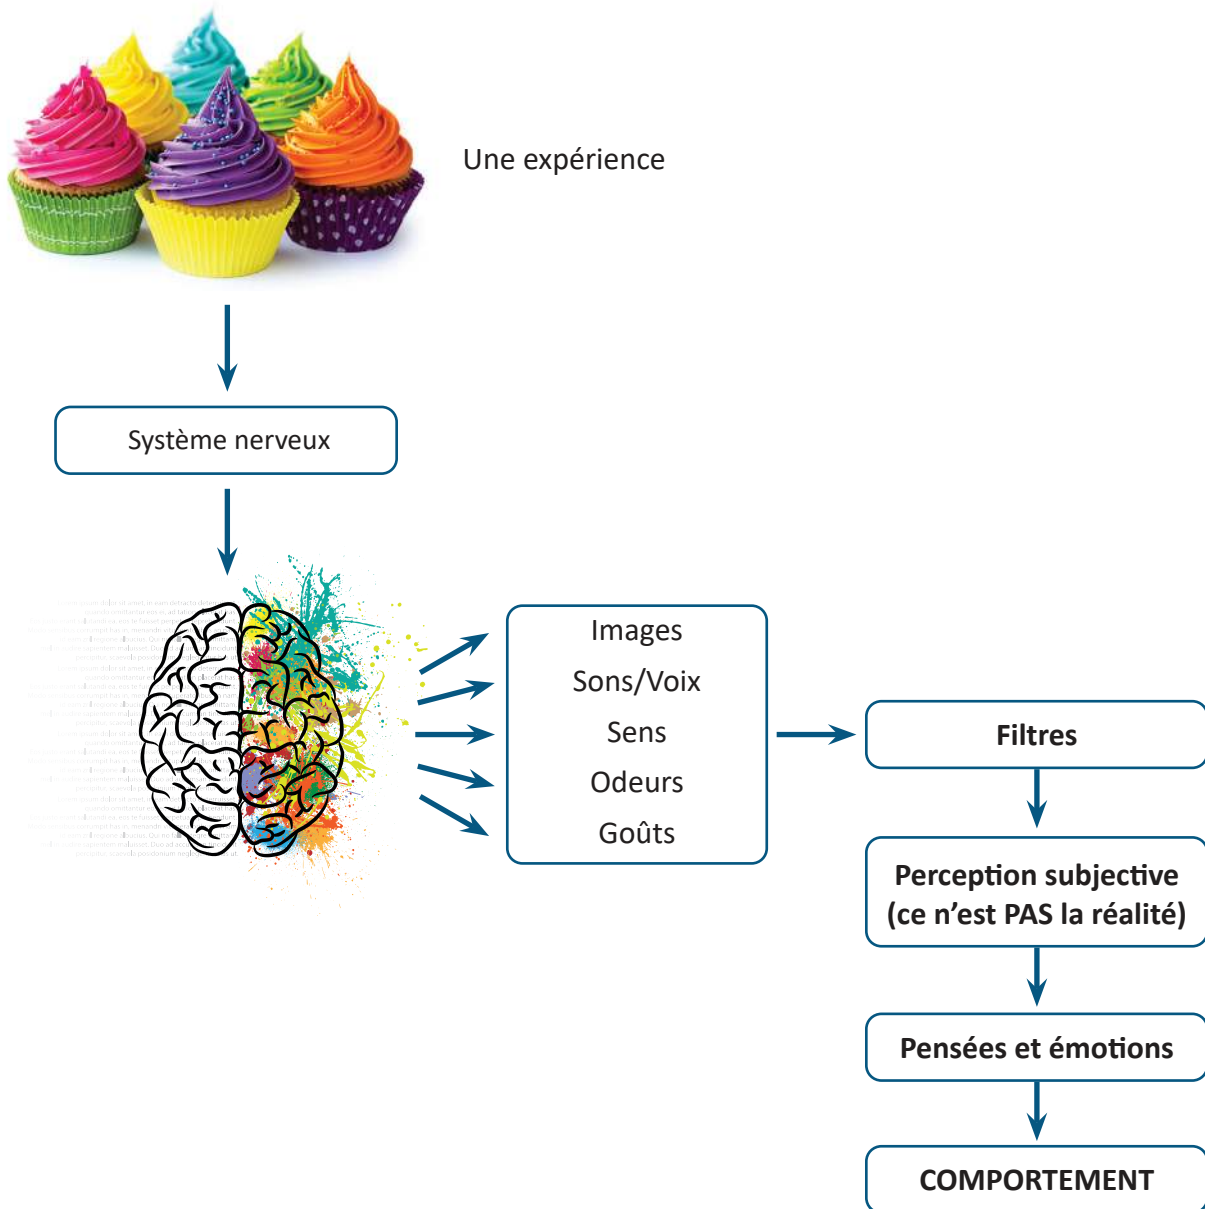 Une expérience
Système nerveux
Images
Sons/Voix
Sens
Odeurs
Goûts
Filtres
Perception subjective
(ce n'est PAS la réalité)
Pensées et émotions
COMPORTEMENT